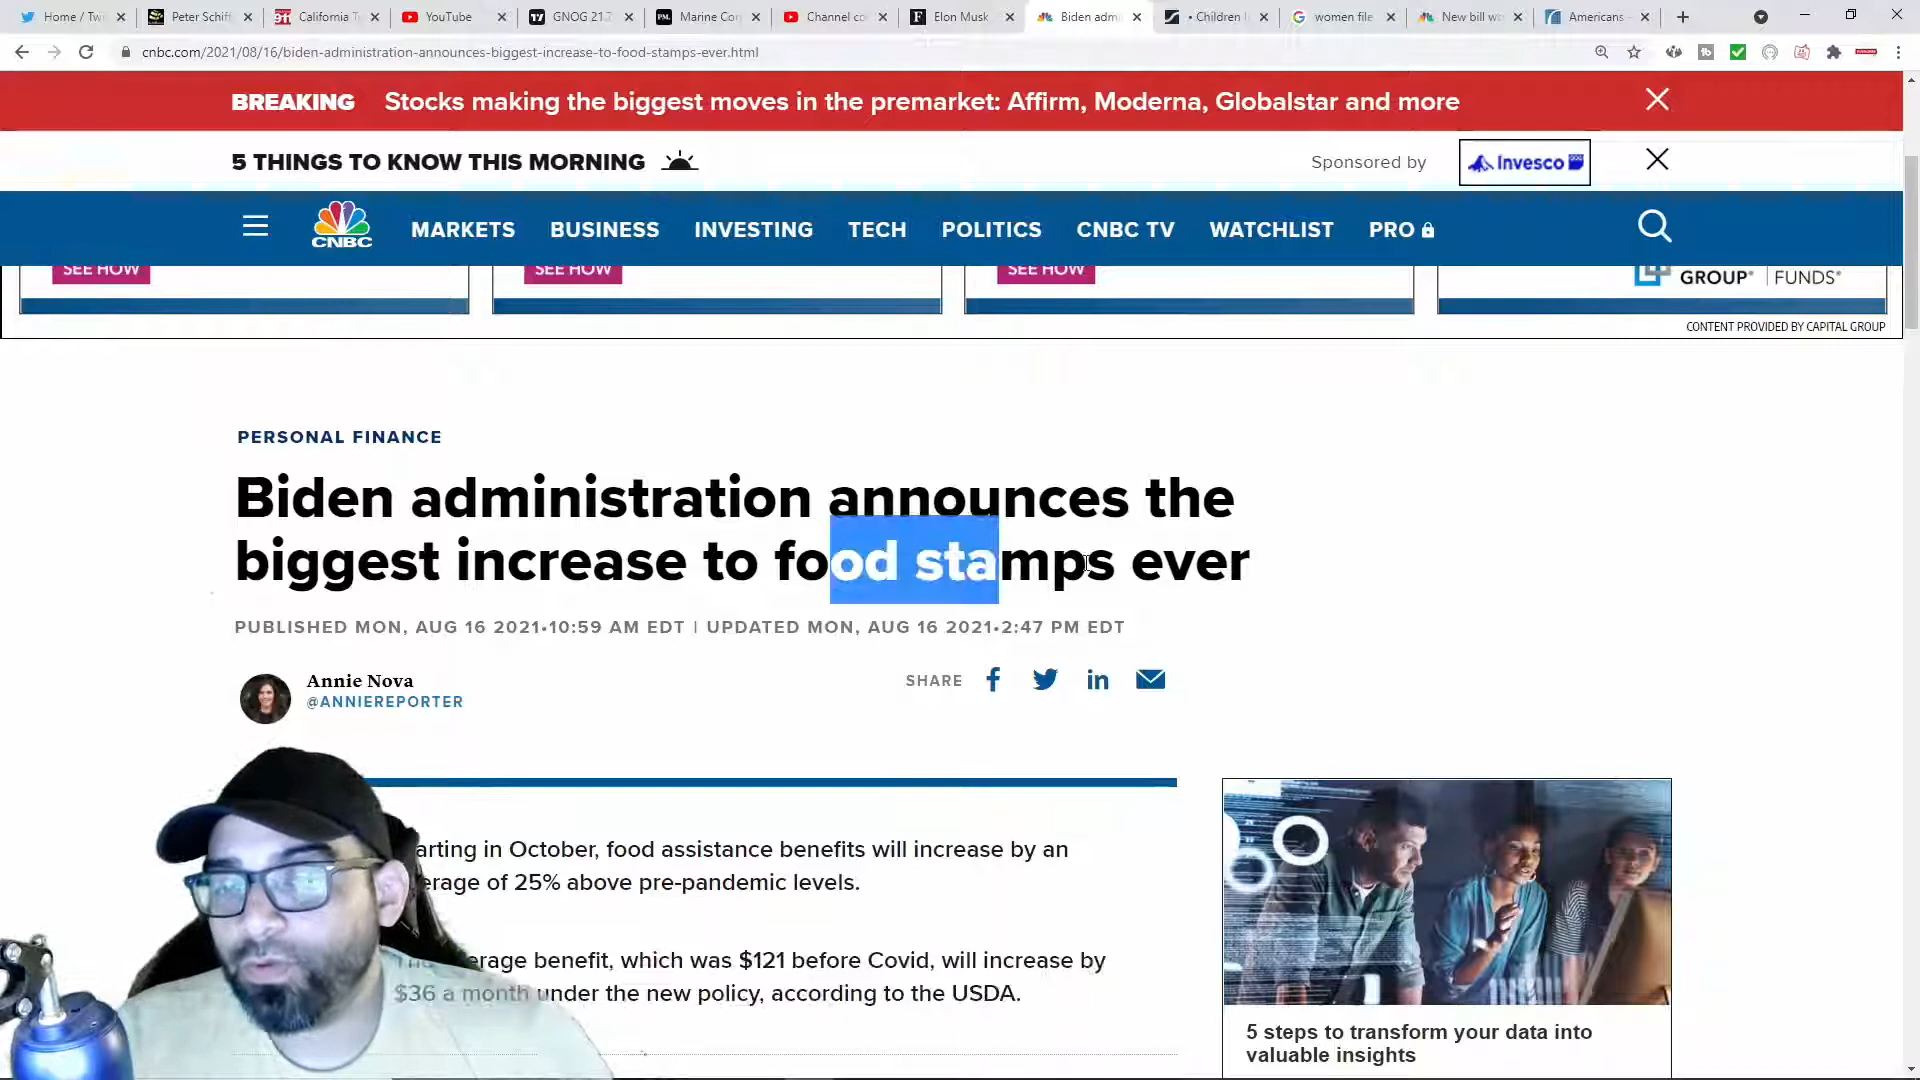 Home / Tw
Peter Schiff
California T
YouTube
GNOG 21.
Marine Co
Channel co
Elon Musk
Biden adm
• Children
women file
New bill w
Americans
cnbc.com/2021/08/16/biden-administration-announces-biggest-increase-to-food-stamps-ever.html
BREAKING Stocks making the biggest moves in the premarket: Affirm, Moderna, Globalstar and more
5 THINGS TO KNOW THIS MORNING
Sponsored by
Invesco
CNBC
MARKETS BUSINESS INVESTING TECH POLITICS CNBC TV WATCHLIST PRO
SEE HOW
SEE HOW
SEE HOW
GROUP® | FUNDS®
CONTENT PROVIDED BY CAPITAL GROUP
PERSONAL FINANCE
Biden administration announces the
biggest increase to food stamps ever
PUBLISHED MON, AUG 16 2021•10:59 AM EDT | UPDATED MON, AUG 16 2021•2:47 PM EDT
Annie Nova
@ANNIEREPORTER
SHARE
arting in October, food assistance benefits will increase by an
erage of 25% above pre-pandemic levels.
erage benefit, which was $121 before Covid, will increase by
$36 a month under the new policy, according to the USDA.
5 steps to transform your data into
valuable insights